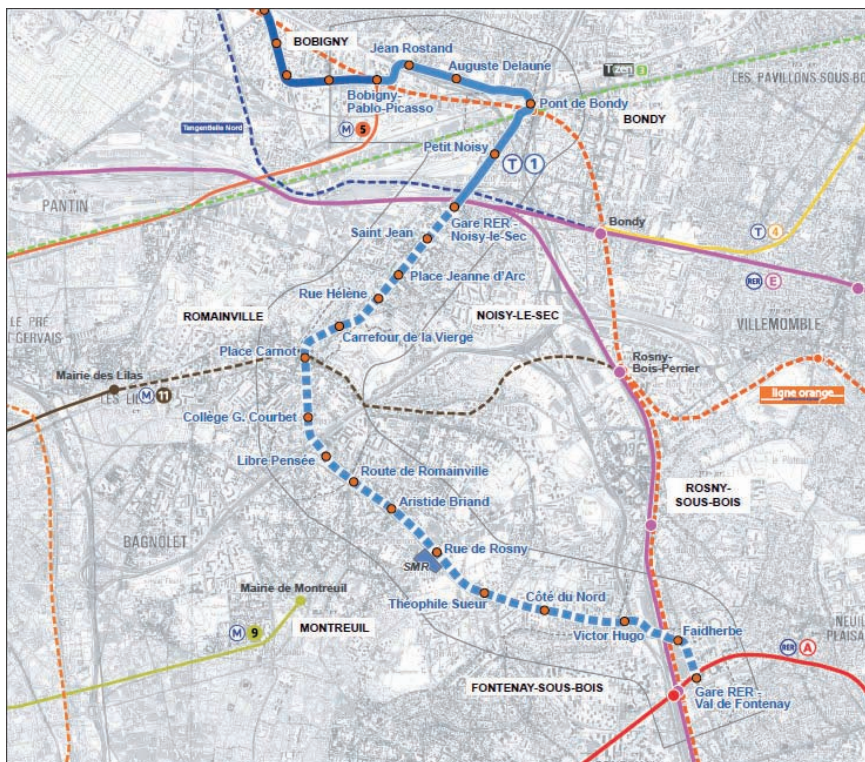 BOBIGNY
Jean Rostand
Auguste Delaune
T
3
LES PAVILLONS-SOUS-BO
Bobigny-
Pablo-Picasso
Pont de Bondy
BONDY
Tangentielle Nord
M 5
Petit Noisy
T 1
PANTIN
Gare RER -
Noisy-le-Sec
Bondy
T 4
Saint Jean
Place Jeanne d'Arc
RER E
Rue Hélène
ROMAINVILLE
NOISY-LE-SEC
LE PRÉ
GERVAIS
Carrefour de la Vierge
VILLEMOMBLE
Place Carnot
Mairie des Lilas
Rosny-
Bois-Perrier
LES LIL
M 11
ligne orange
Collège G. Courbet
Libre Pensée
Route de Romainville
ROSNY-
SOUS-BOIS
Aristide Briand
BAGNOLET
Rue de Rosny
SMR
Mairie de Montreuil
Théophile Sueur
Côté du Nord
M 9
MONTREUIL
Victor Hugo
Faidherbe
NEUIL
PLAISA
RER A
FONTENAY-SOUS-BOIS
Gare RER -
Val de Fontenay